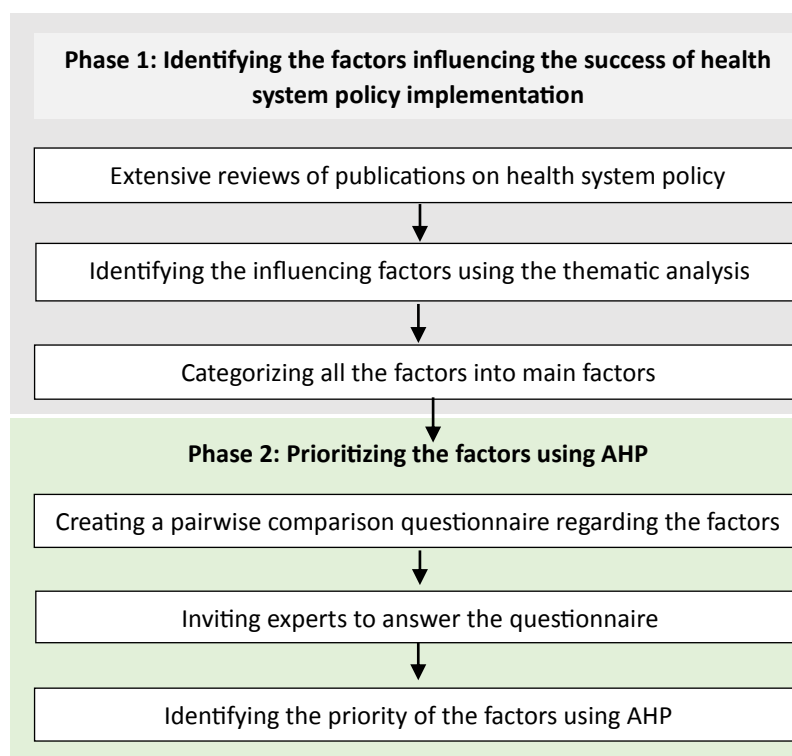 Phase 1: Identifying the factors influencing the success of health
system policy implementation
Extensive reviews of publications on health system policy
Identifying the influencing factors using the thematic analysis
Categorizing all the factors into main factors
Phase 2: Prioritizing the factors using AHP
Creating a pairwise comparison questionnaire regarding the factors
Inviting experts to answer the questionnaire
Identifying the priority of the factors using AHP